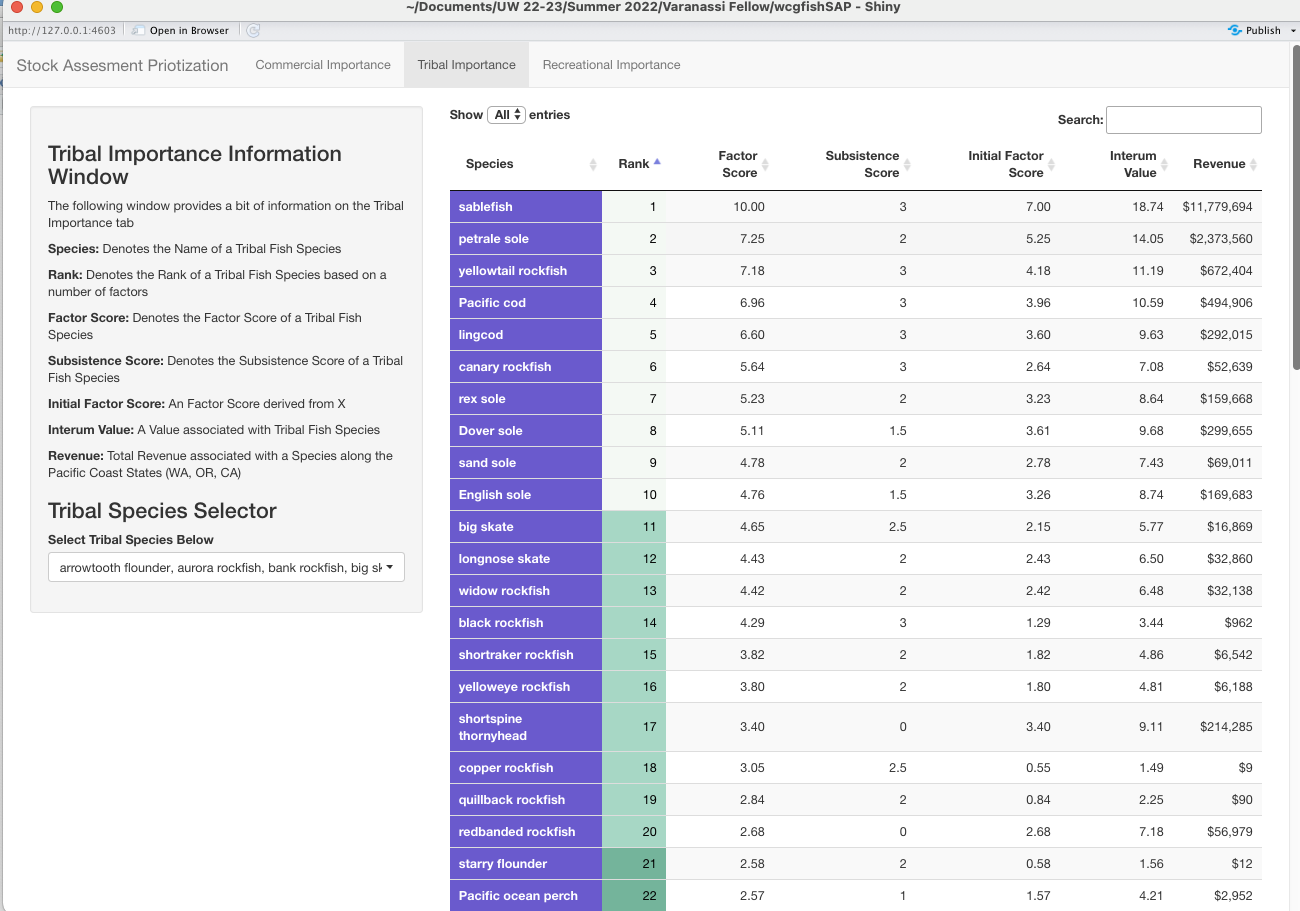 ~/Documents/UW 22-23/Summer 2022/Varanassi Fellow/wcgfishSAP - Shiny
http://127.0.0.1:4603 Open in Browser Publish
Stock Assesment Priotization Commercial Importance Tribal Importance Recreational Importance
Tribal Importance Information
Window
The following window provides a bit of information on the Tribal
Importance tab
Species: Denotes the Name of a Tribal Fish Species
Rank: Denotes the Rank of a Tribal Fish Species based on a
number of factors
Factor Score: Denotes the Factor Score of a Tribal Fish
Species
Subsistence Score: Denotes the Subsistence Score of a Tribal
Fish Species
Initial Factor Score: An Factor Score derived from X
Interum Value: A Value associated with Tribal Fish Species
Revenue: Total Revenue associated with a Species along the
Pacific Coast States (WA, OR, CA)
Tribal Species Selector
Select Tribal Species Below
arrowtooth flounder, aurora rockfish, bank rockfish, big sk
Show All entries
Search:
Species Rank Factor Score Subsistence Score Initial Factor Score Interum Value Revenue
sablefish 1 10.00 3 7.00 18.74 $11,779,694
petrale sole 2 7.25 2 5.25 14.05 $2,373,560
yellowtail rockfish 3 7.18 3 4.18 11.19 $672,404
Pacific cod 4 6.96 3 3.96 10.59 $494,906
lingcod 5 6.60 3 3.60 9.63 $292,015
canary rockfish 6 5.64 3 2.64 7.08 $52,639
rex sole 7 5.23 2 3.23 8.64 $159,668
Dover sole 8 5.11 1.5 3.61 9.68 $299,655
sand sole 9 4.78 2 2.78 7.43 $69,011
English sole 10 4.76 1.5 3.26 8.74 $169,683
big skate 11 4.65 2.5 2.15 5.77 $16,869
longnose skate 12 4.43 2 2.43 6.50 $32,860
widow rockfish 13 4.42 2 2.42 6.48 $32,138
black rockfish 14 4.29 3 1.29 3.44 $962
shortraker rockfish 15 3.82 2 1.82 4.86 $6,542
yelloweye rockfish 16 3.80 2 1.80 4.81 $6,188
shortspine thornyhead 17 3.40 0 3.40 9.11 $214,285
copper rockfish 18 3.05 2.5 0.55 1.49 $9
quillback rockfish 19 2.84 2 0.84 2.25 $90
redbanded rockfish 20 2.68 0 2.68 7.18 $56,979
starry flounder 21 2.58 2 0.58 1.56 $12
Pacific ocean perch 22 2.57 1 1.57 4.21 $2,952